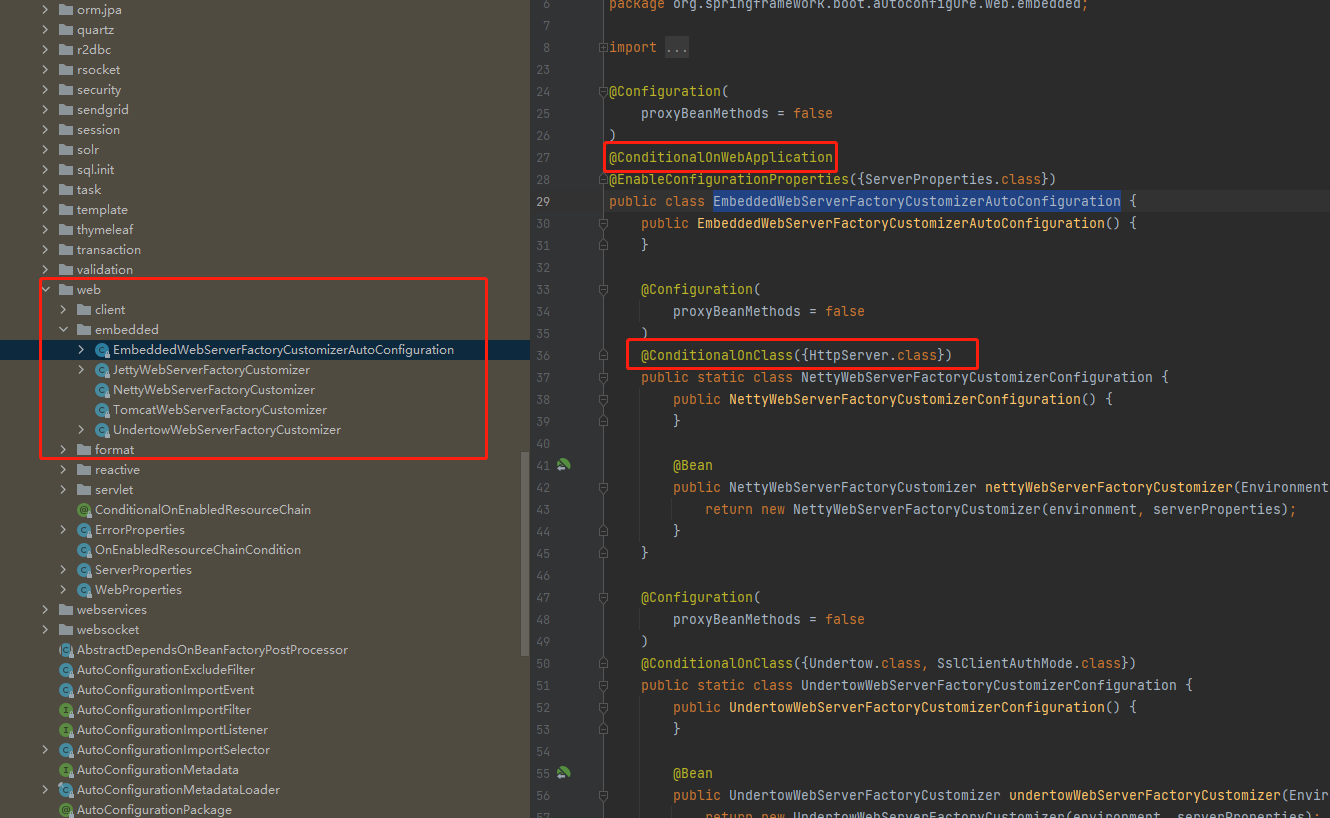 orm.jpa
quartz
r2dbc
rsocket
security
sendgrid
session
solr
sql.init
task
template
thymeleaf
transaction
validation
web
client
embedded
EmbeddedWebServerFactoryCustomizerAutoConfiguration
JettyWebServerFactoryCustomizer
NettyWebServerFactoryCustomizer
TomcatWebServerFactoryCustomizer
UndertowWebServerFactoryCustomizer
format
reactive
servlet
ConditionalOnEnabledResourceChain
ErrorProperties
OnEnabledResourceChainCondition
ServerProperties
WebProperties
webservices
websocket
AbstractDependsOnBeanFactoryPostProcessor
AutoConfigurationExcludeFilter
AutoConfigurationImportEvent
AutoConfigurationImportFilter
AutoConfigurationImportListener
AutoConfigurationImportSelector
AutoConfigurationMetadata
AutoConfigurationMetadataLoader
AutoConfigurationPackage
6 package org.springframework.boot.autoconfigure.web.embedded;
7
8 import ...
23
24 @Configuration(
25 proxyBeanMethods = false
26 )
27 @ConditionalOnWebApplication
28 @EnableConfigurationProperties({ServerProperties.class})
29 public class EmbeddedWebServerFactoryCustomizerAutoConfiguration {
30 public EmbeddedWebServerFactoryCustomizerAutoConfiguration() {
31 }
32
33 @Configuration(
34 proxyBeanMethods = false
35 )
36 @ConditionalOnClass({HttpServer.class})
37 public static class NettyWebServerFactoryCustomizerConfiguration {
38 public NettyWebServerFactoryCustomizerConfiguration() {
39 }
40
41 @Bean
42 public NettyWebServerFactoryCustomizer nettyWebServerFactoryCustomizer(Environment
43 return new NettyWebServerFactoryCustomizer(environment, serverProperties);
44 }
45 }
46
47 @Configuration(
48 proxyBeanMethods = false
49 )
50 @ConditionalOnClass({Undertow.class, SslClientAuthMode.class})
51 public static class UndertowWebServerFactoryCustomizerConfiguration {
52 public UndertowWebServerFactoryCustomizerConfiguration() {
53 }
54
55 @Bean
56 public UndertowWebServerFactoryCustomizer undertowWebServerFactoryCustomizer(Envir
57 return new UndertowWebServerFactoryCustomizer(environment, serverProperties);